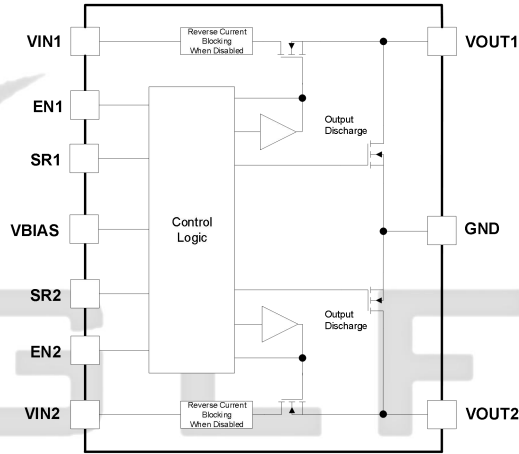 VIN1
Reverse Current
Blocking
When Disabled
VOUT1
EN1
Output
Discharge
SR1
Control
Logic
VBIAS
GND
SR2
Output
Discharge
EN2
VIN2
Reverse Current
Blocking
When Disabled
VOUT2